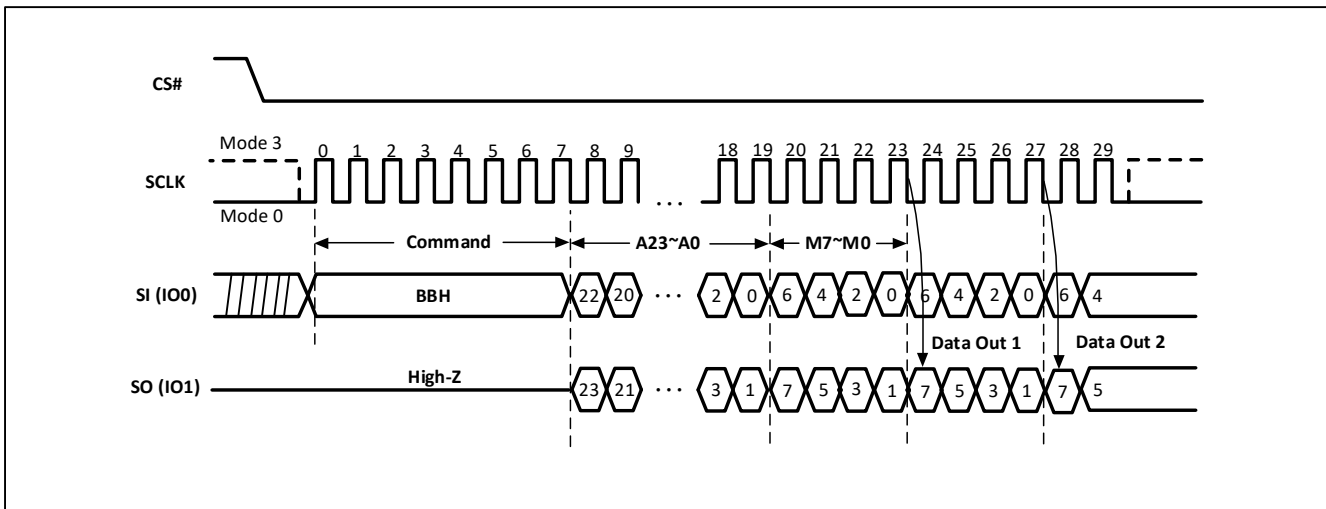 CS#
Mode 3
0 1 2 3 4 5 6 7 8 9 18 19 20 21 22 23 24 25 26 27 28 29
SCLK
...
Mode 0
Command A23~A0 M7~M0
SI (IO0) BBH 22 20 ... 2 0 6 4 2 0 6 4 2 0 6 4
Data Out 1 Data Out 2
SO (IO1) High-Z 23 21 ... 3 1 7 5 3 1 7 5 3 1 7 5